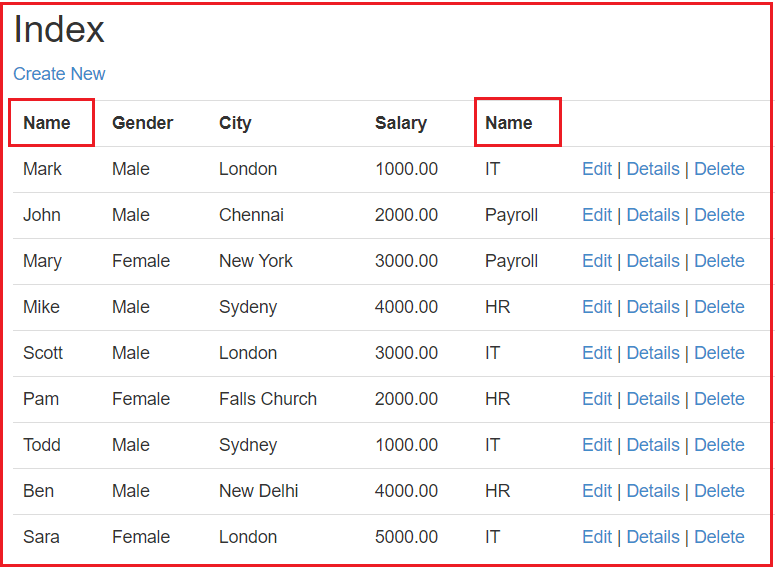 Index
Create New
Name Gender City Salary Name
Mark Male London 1000.00 IT Edit | Details | Delete
John Male Chennai 2000.00 Payroll Edit | Details | Delete
Mary Female New York 3000.00 Payroll Edit | Details | Delete
Mike Male Sydeny 4000.00 HR Edit | Details | Delete
Scott Male London 3000.00 IT Edit | Details | Delete
Pam Female Falls Church 2000.00 HR Edit | Details | Delete
Todd Male Sydney 1000.00 IT Edit | Details | Delete
Ben Male New Delhi 4000.00 HR Edit | Details | Delete
Sara Female London 5000.00 IT Edit | Details | Delete